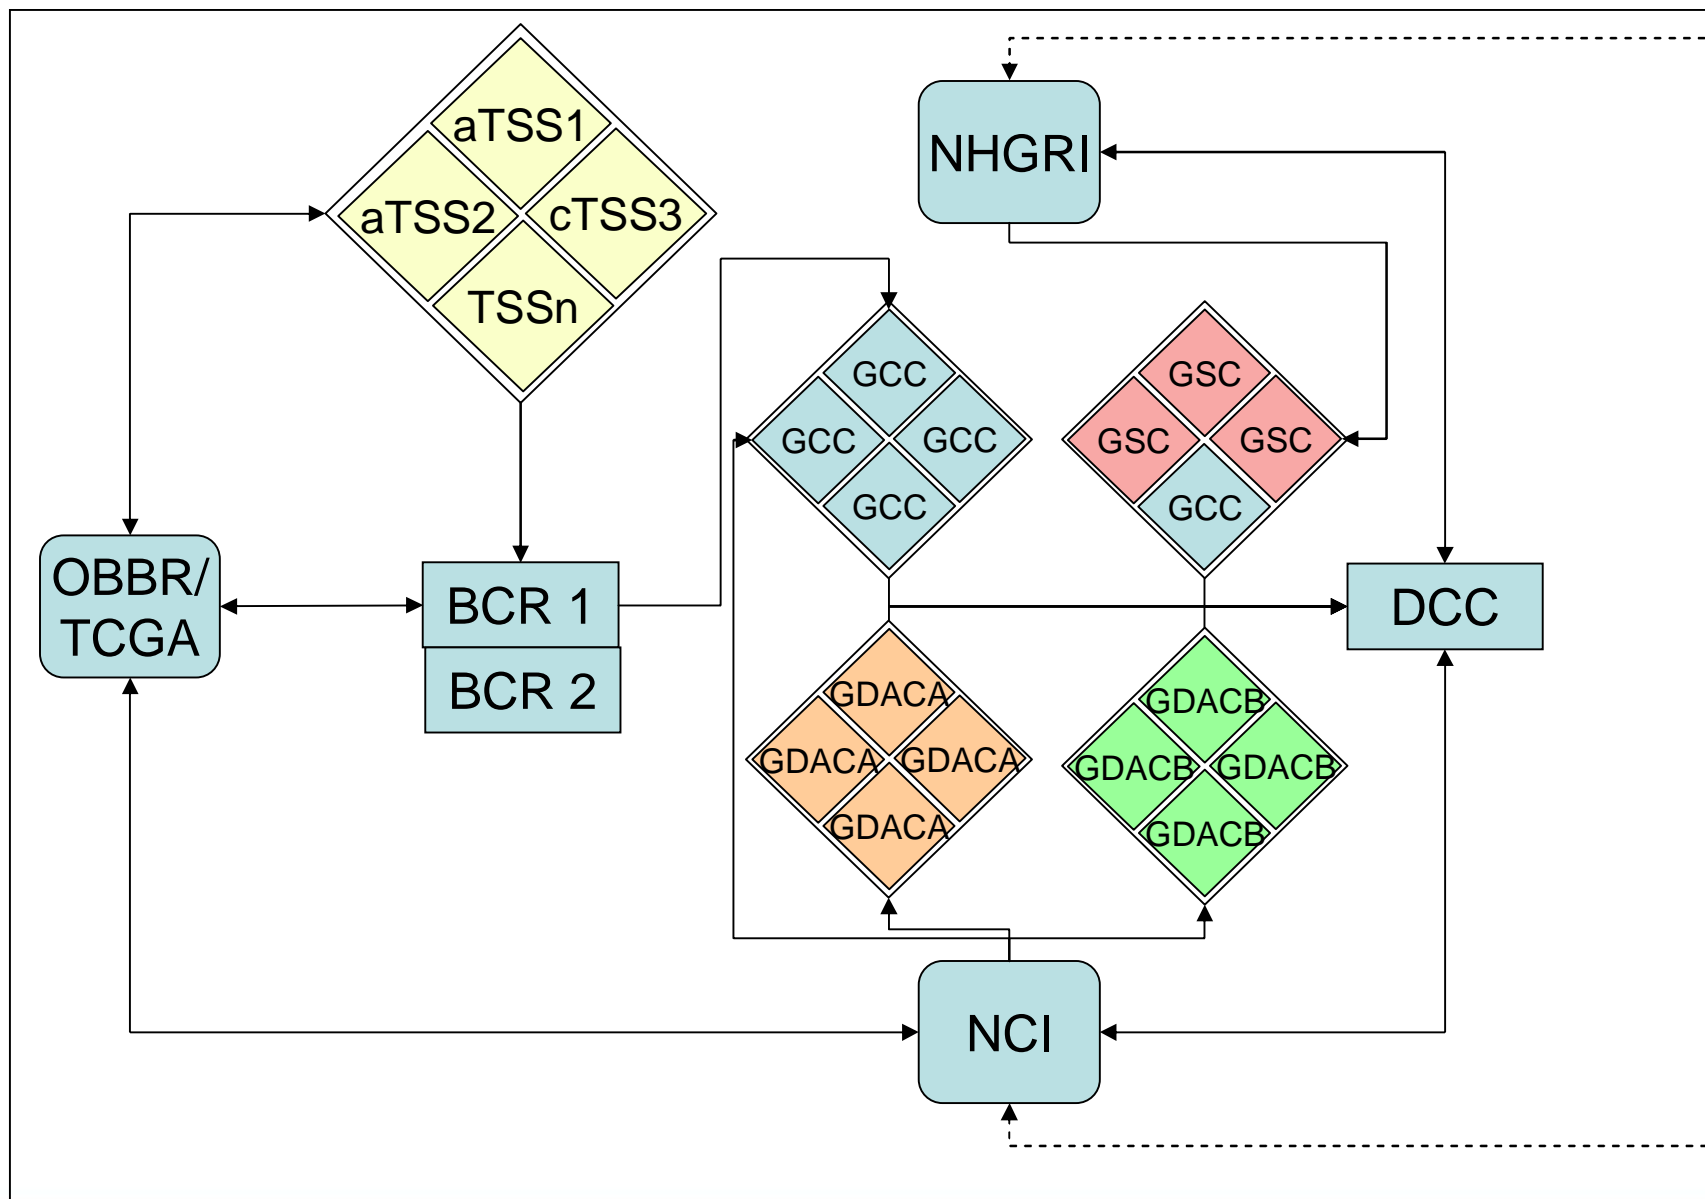 aTSS1
aTSS2
cTSS3
TSSn
NHGRI
GCC
GCC
GCC
GCC
GSC
GSC
GSC
GCC
OBBR/
TCGA
BCR 1
BCR 2
DCC
GDACA
GDACA
GDACA
GDACA
GDACB
GDACB
GDACB
GDACB
NCI